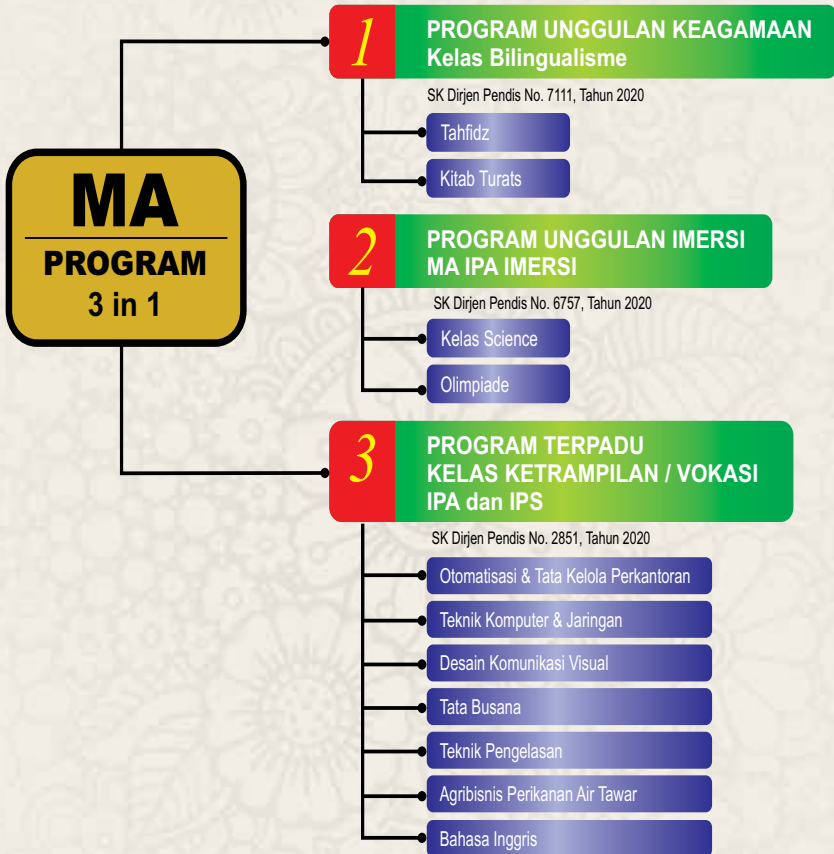 MA
PROGRAM
3 in 1
1
PROGRAM UNGGULAN KEAGAMAAN
Kelas Bilingualisme
SK Dirjen Pendis No. 7111, Tahun 2020
Tahfidz
Kitab Turats
2
PROGRAM UNGGULAN IMERSI
MA IPA IMERSI
SK Dirjen Pendis No. 6757, Tahun 2020
Kelas Science
Olimpiade
3
PROGRAM TERPADU
KELAS KETRAMPILAN / VOKASI
IPA dan IPS
SK Dirjen Pendis No. 2851, Tahun 2020
Otomatisasi & Tata Kelola Perkantoran
Teknik Komputer & Jaringan
Desain Komunikasi Visual
Tata Busana
Teknik Pengelasan
Agribisnis Perikanan Air Tawar
Bahasa Inggris